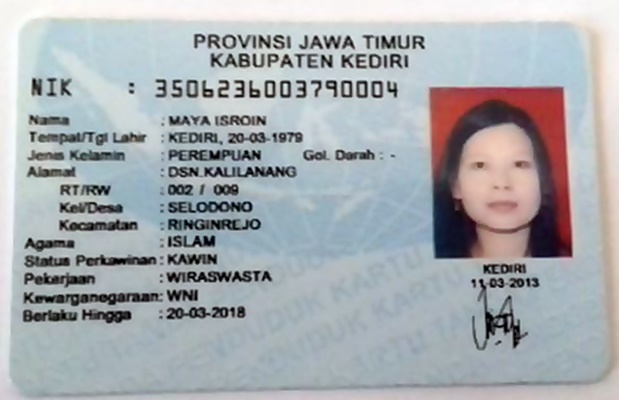 PROVINSI JAWA TIMUR
KABUPATEN KEDIRI
NIK : 3506236003790004
Nama : MAYA ISROIN
Tempat/Tgl Lahir : KEDIRI, 20-03-1979
Jenis Kelamin : PEREMPUAN Gol. Darah : -
Alamat : DSN.KALILANANG
RT/RW : 002 / 009
Kel/Desa : SELODONO
Kecamatan : RINGINREJO
Agama : ISLAM
Status Perkawinan : KAWIN
Pekerjaan : WIRASWASTA
Kewarganegaraan: WNI
Berlaku Hingga : 20-03-2018
KEDIRI
11-03-2013